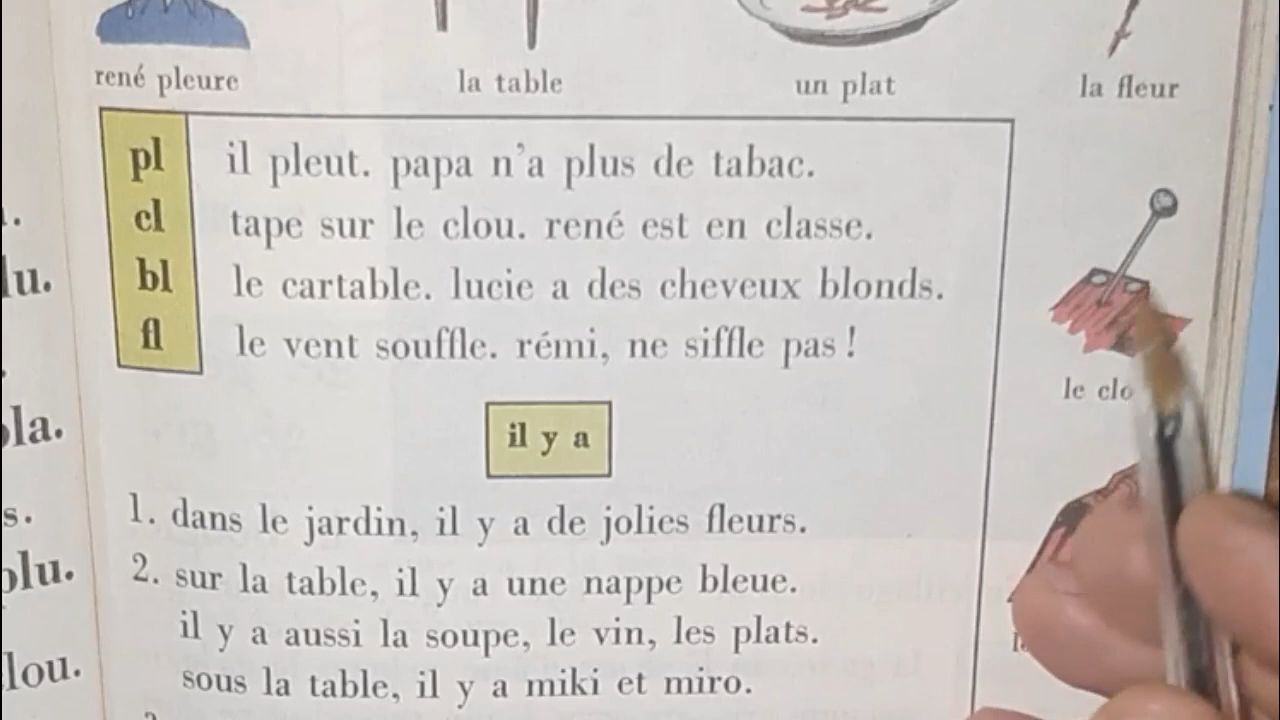 rené pleure
la table
un plat
la fleur
pl
il pleut. papa n'a plus de tabac.
cl
tape sur le clou. rené est en classe.
bl
le cartable. lucie a des cheveux blonds.
fl
le vent souffle. rémi, ne siffle pas !
le clo
il y a
1. dans le jardin, il y a de jolies fleurs.
2. sur la table, il y a une nappe bleue.
il y a aussi la soupe, le vin, les plats.
sous la table, il y a miki et miro.
lu.
la.
s.
lu.
lou.